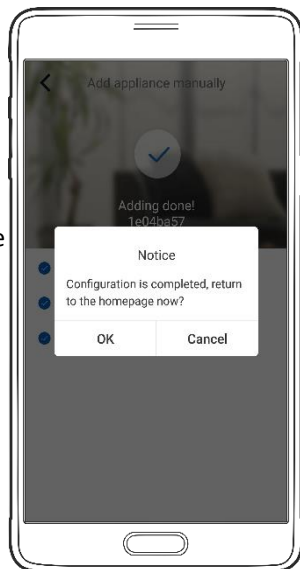 Add appliance manually
Adding done!
1e04ba57
e
Notice
Configuration is completed, return
to the homepage now?
OK
Cancel